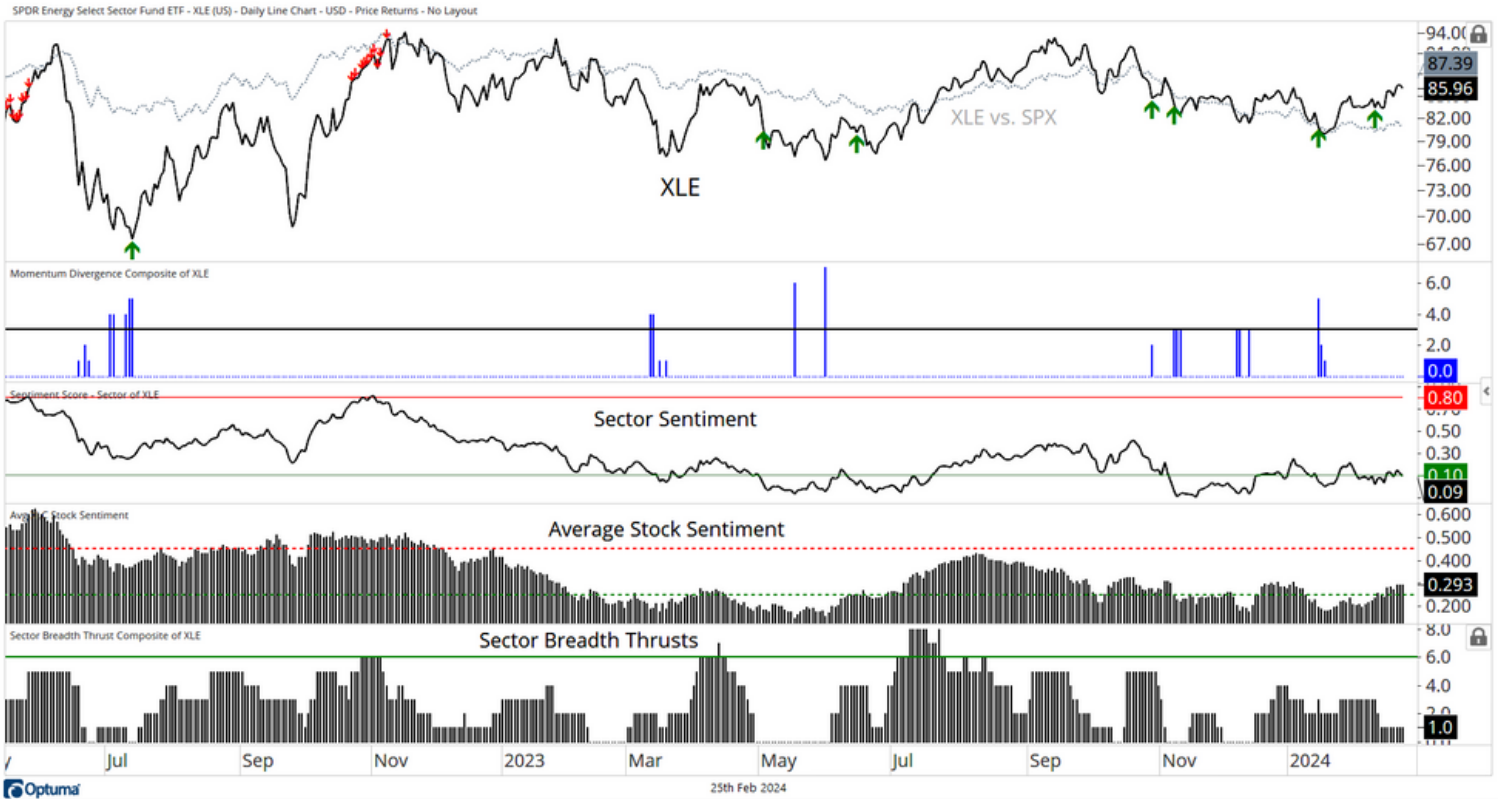 SPDR Energy Select Sector Fund ETF - XLE (US) - Daily Line Chart - USD - Price Returns - No Layout
94.00
87.39
85.96
82.00
79.00
76.00
73.00
70.00
67.00
XLE vs. SPX
XLE
Momentum Divergence Composite of XLE
6.0
4.0
2.0
0.0
Sentiment Score - Sector of XLE
Sector Sentiment
0.80
0.70
0.50
0.30
0.10
0.09
Stock Sentiment
Average Stock Sentiment
0.600
0.500
0.400
0.293
0.200
Sector Breadth Thrust Composite of XLE
Sector Breadth Thrusts
8.0
6.0
4.0
2.0
1.0
Jul Sep Nov 2023 Mar May Jul Sep Nov 2024
Optuma
25th Feb 2024